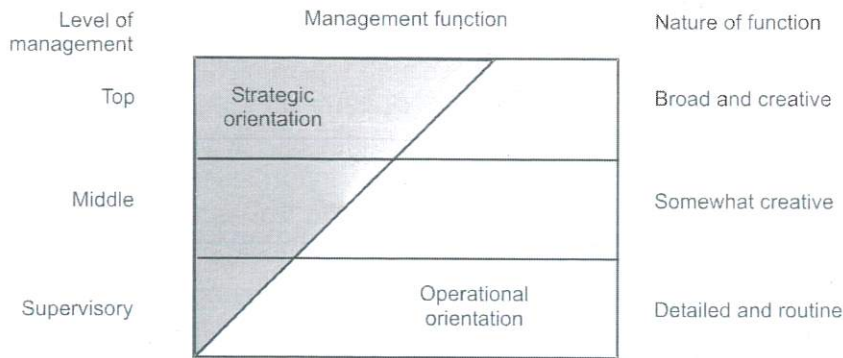 Level of
management
Management function
Nature of function
Top
Strategic
orientation
Broad and creative
Middle
Somewhat creative
Supervisory
Operational
orientation
Detailed and routine